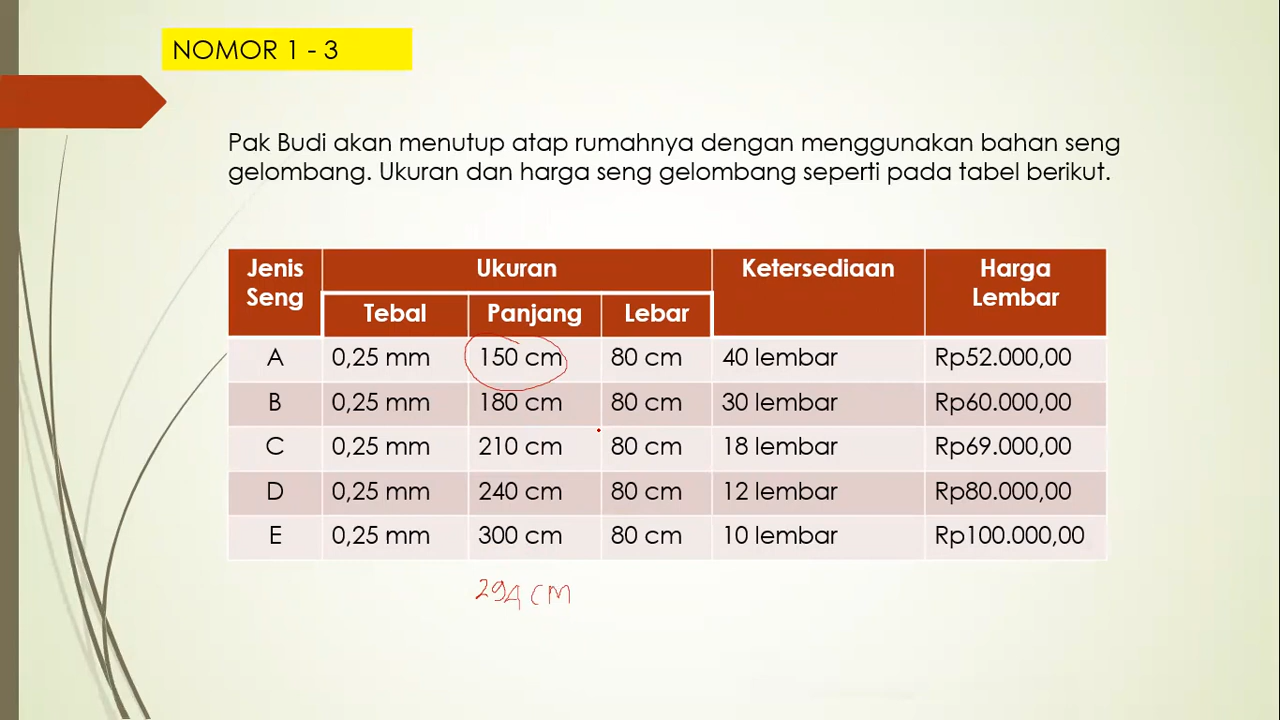 NOMOR 1 - 3
Pak Budi akan menutup atap rumahnya dengan menggunakan bahan seng
gelombang. Ukuran dan harga seng gelombang seperti pada tabel berikut.
Jenis Seng Ukuran Ketersediaan Harga Lembar
Tebal Panjang Lebar
A 0,25 mm 150 cm 80 cm 40 lembar Rp52.000,00
B 0,25 mm 180 cm 80 cm 30 lembar Rp60.000,00
C 0,25 mm 210 cm 80 cm 18 lembar Rp69.000,00
D 0,25 mm 240 cm 80 cm 12 lembar Rp80.000,00
E 0,25 mm 300 cm 80 cm 10 lembar Rp100.000,00
294 cm